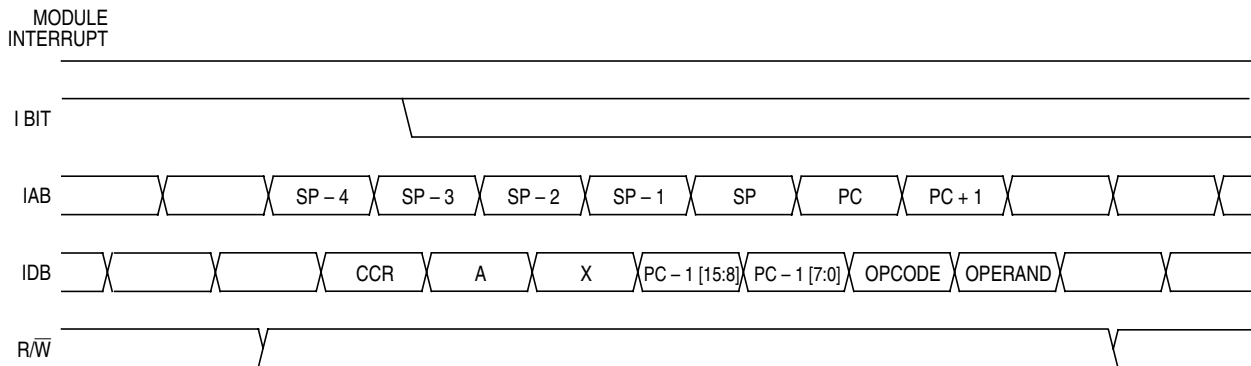 MODULE
INTERRUPT
I BIT
IAB SP – 4 SP – 3 SP – 2 SP – 1 SP PC PC + 1
IDB CCR A X PC – 1 [15:8] PC – 1 [7:0] OPCODE OPERAND
R/W̅